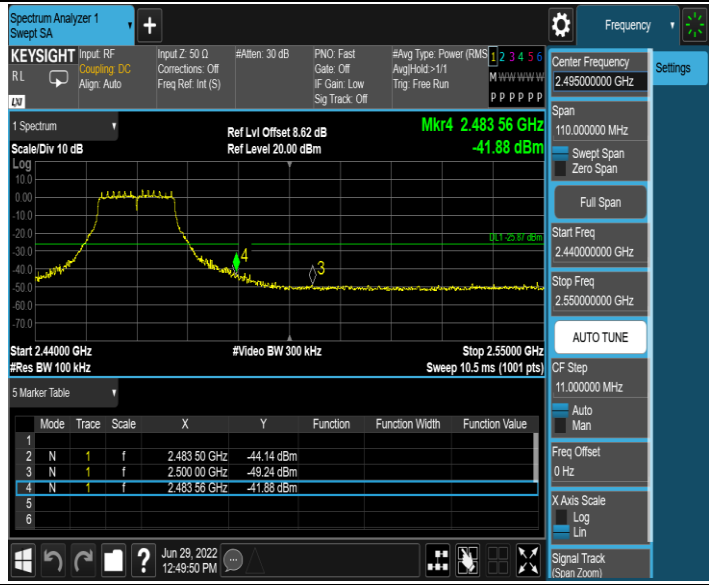 Spectrum Analyzer 1
Swept SA
Frequency
KEYSIGHT
RL
LXI
Input: RF
Coupling: DC
Align: Auto
Input Z: 50 Ω
Corrections: Off
Freq Ref: Int (S)
#Atten: 30 dB
PNO: Fast
Gate: Off
IF Gain: Low
Sig Track: Off
#Avg Type: Power (RMS
Avg|Hold:>1/1
Trig: Free Run
1 2 3 4 5 6
M W W W W W
P P P P P P
Center Frequency
2.495000000 GHz
Settings
Span
110.000000 MHz
Swept Span
Zero Span
Full Span
Start Freq
2.440000000 GHz
Stop Freq
2.550000000 GHz
AUTO TUNE
CF Step
11.000000 MHz
Auto
Man
Freq Offset
0 Hz
X Axis Scale
Log
Lin
Signal Track
(Span Zoom)
1 Spectrum
Scale/Div 10 dB
Ref Lvl Offset 8.62 dB
Ref Level 20.00 dBm
Mkr4 2.483 56 GHz
-41.88 dBm
Log
10.0
0.00
-10.0
-20.0
-30.0
-40.0
-50.0
-60.0
-70.0
DL1 -25.87 dBm
4
3
Start 2.44000 GHz
#Res BW 100 kHz
#Video BW 300 kHz
Stop 2.55000 GHz
Sweep 10.5 ms (1001 pts)
5 Marker Table
Mode Trace Scale X Y Function Function Width Function Value
1
2 N 1 f 2.483 50 GHz -44.14 dBm
3 N 1 f 2.500 00 GHz -49.24 dBm
4 N 1 f 2.483 56 GHz -41.88 dBm
5
6
?
Jun 29, 2022
12:49:50 PM